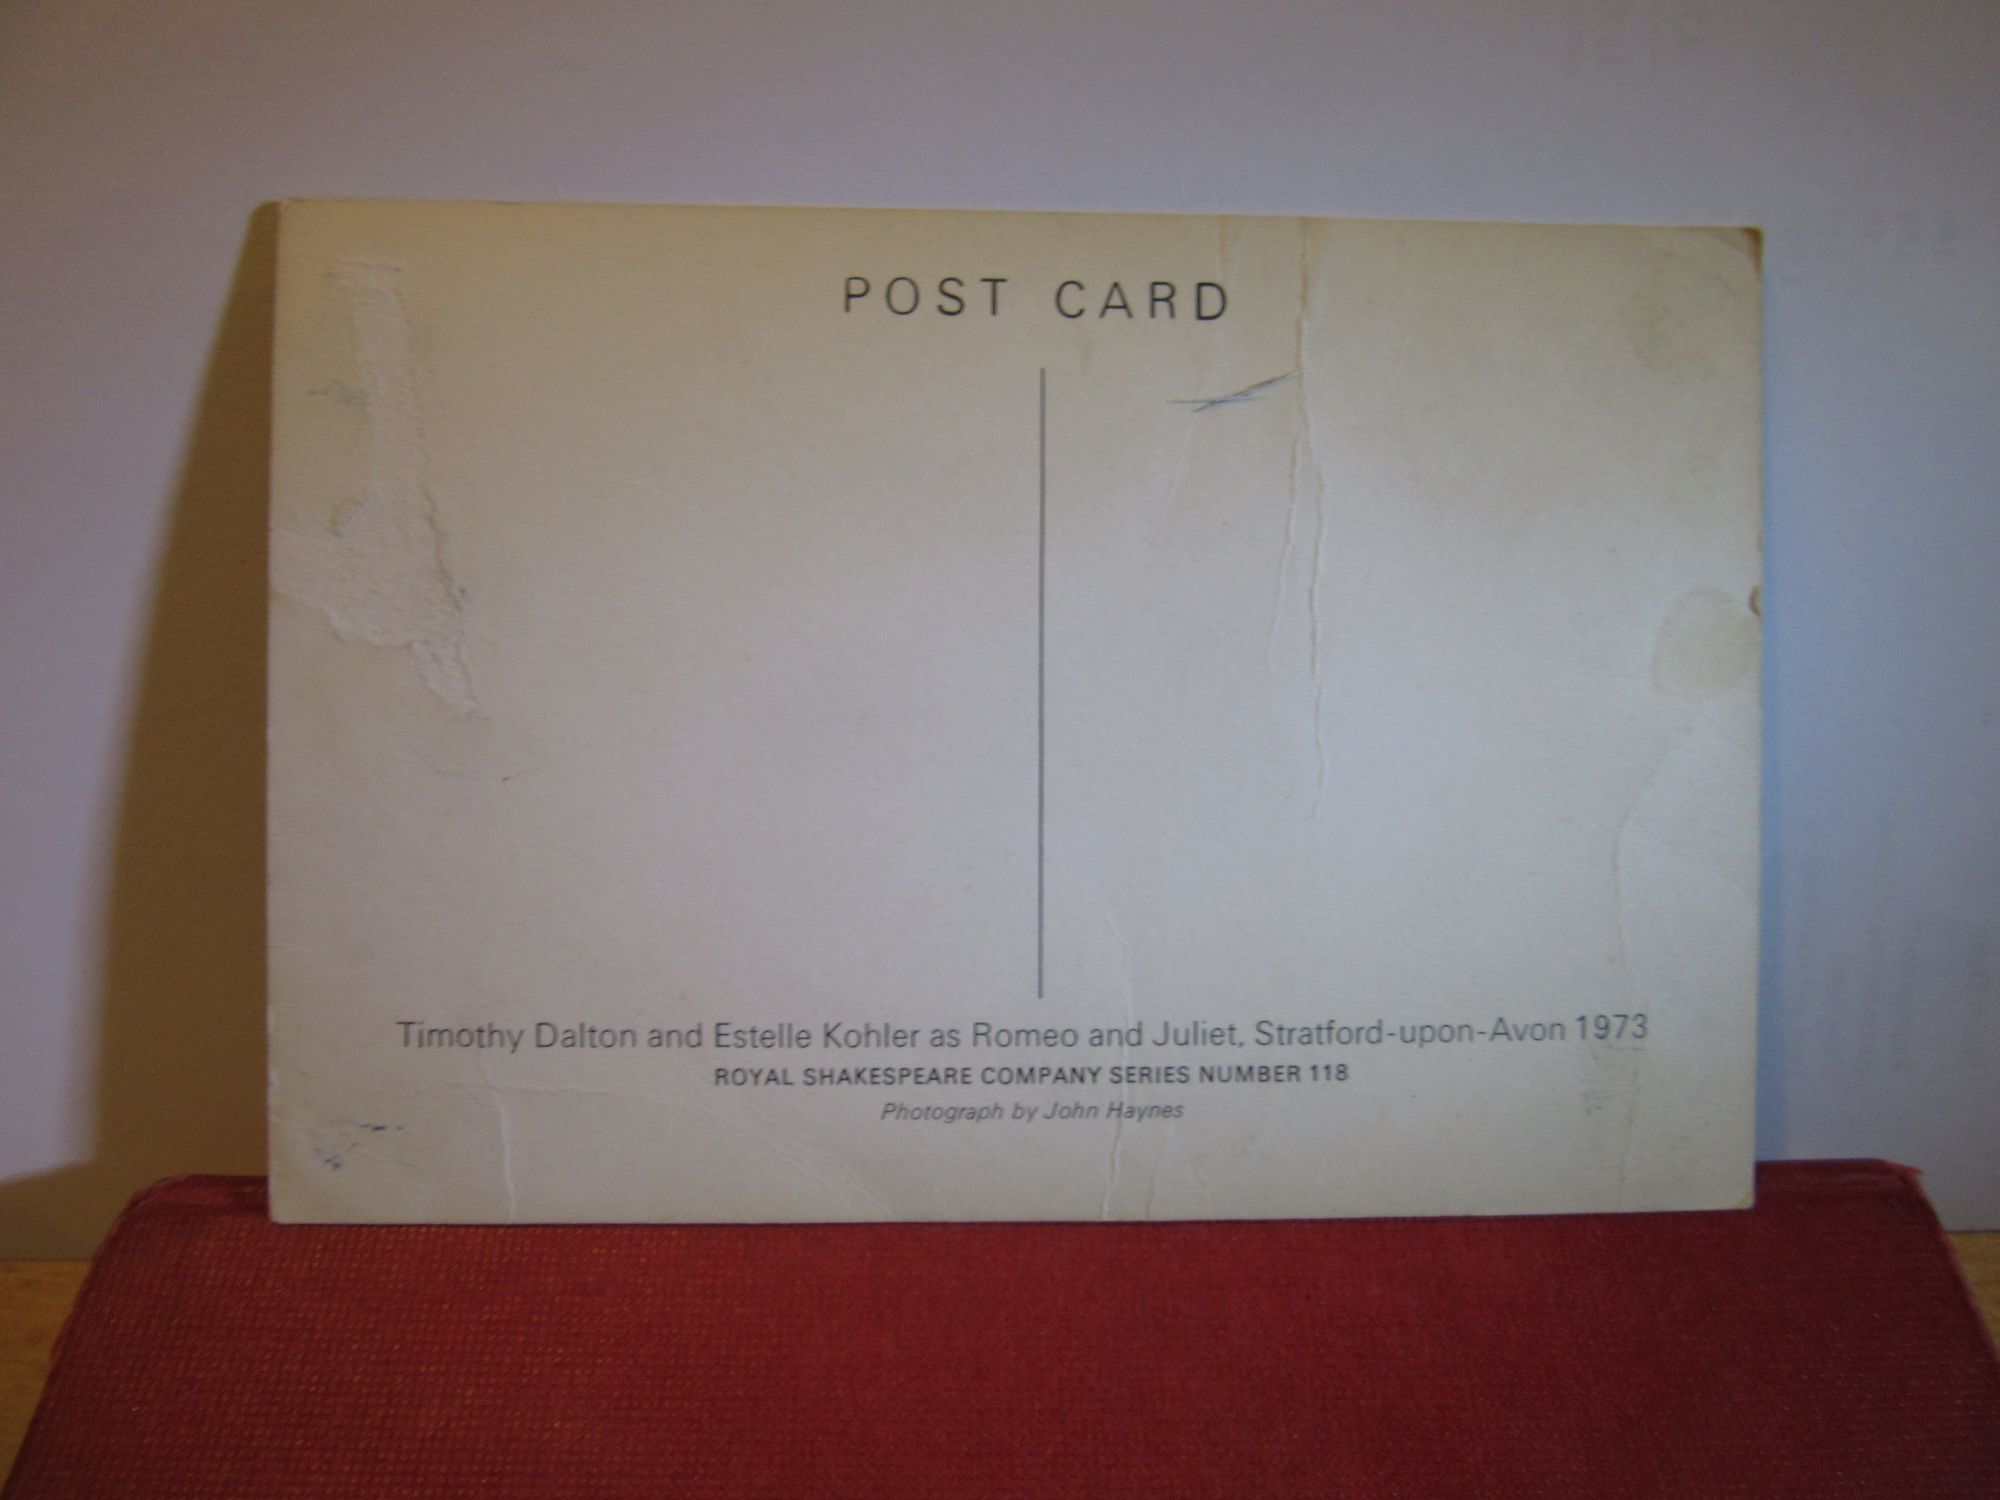 POST CARD
Timothy Dalton and Estelle Kohler as Romeo and Juliet, Stratford-upon-Avon 1973
ROYAL SHAKESPEARE COMPANY SERIES NUMBER 118
Photograph by John Haynes